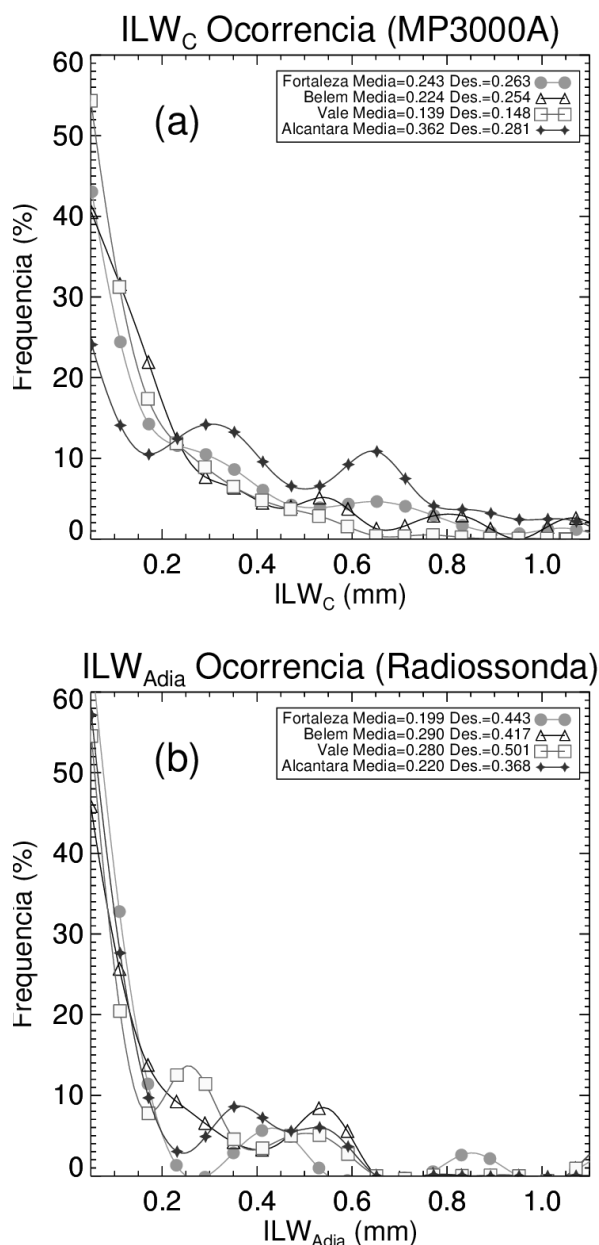 ILW_C Ocorrencia (MP3000A)
60
50
40
30
20
10
0
Frequencia (%)
(a)
Fortaleza Media=0.243 Des.=0.263
Belem Media=0.224 Des.=0.254
Vale Media=0.139 Des.=0.148
Alcantara Media=0.362 Des.=0.281
0.2 0.4 0.6 0.8 1.0
ILW_C (mm)
ILW_Adia Ocorrencia (Radiossonda)
60
50
40
30
20
10
0
Frequencia (%)
(b)
Fortaleza Media=0.199 Des.=0.443
Belem Media=0.290 Des.=0.417
Vale Media=0.280 Des.=0.501
Alcantara Media=0.220 Des.=0.368
0.2 0.4 0.6 0.8 1.0
ILW_Adia (mm)